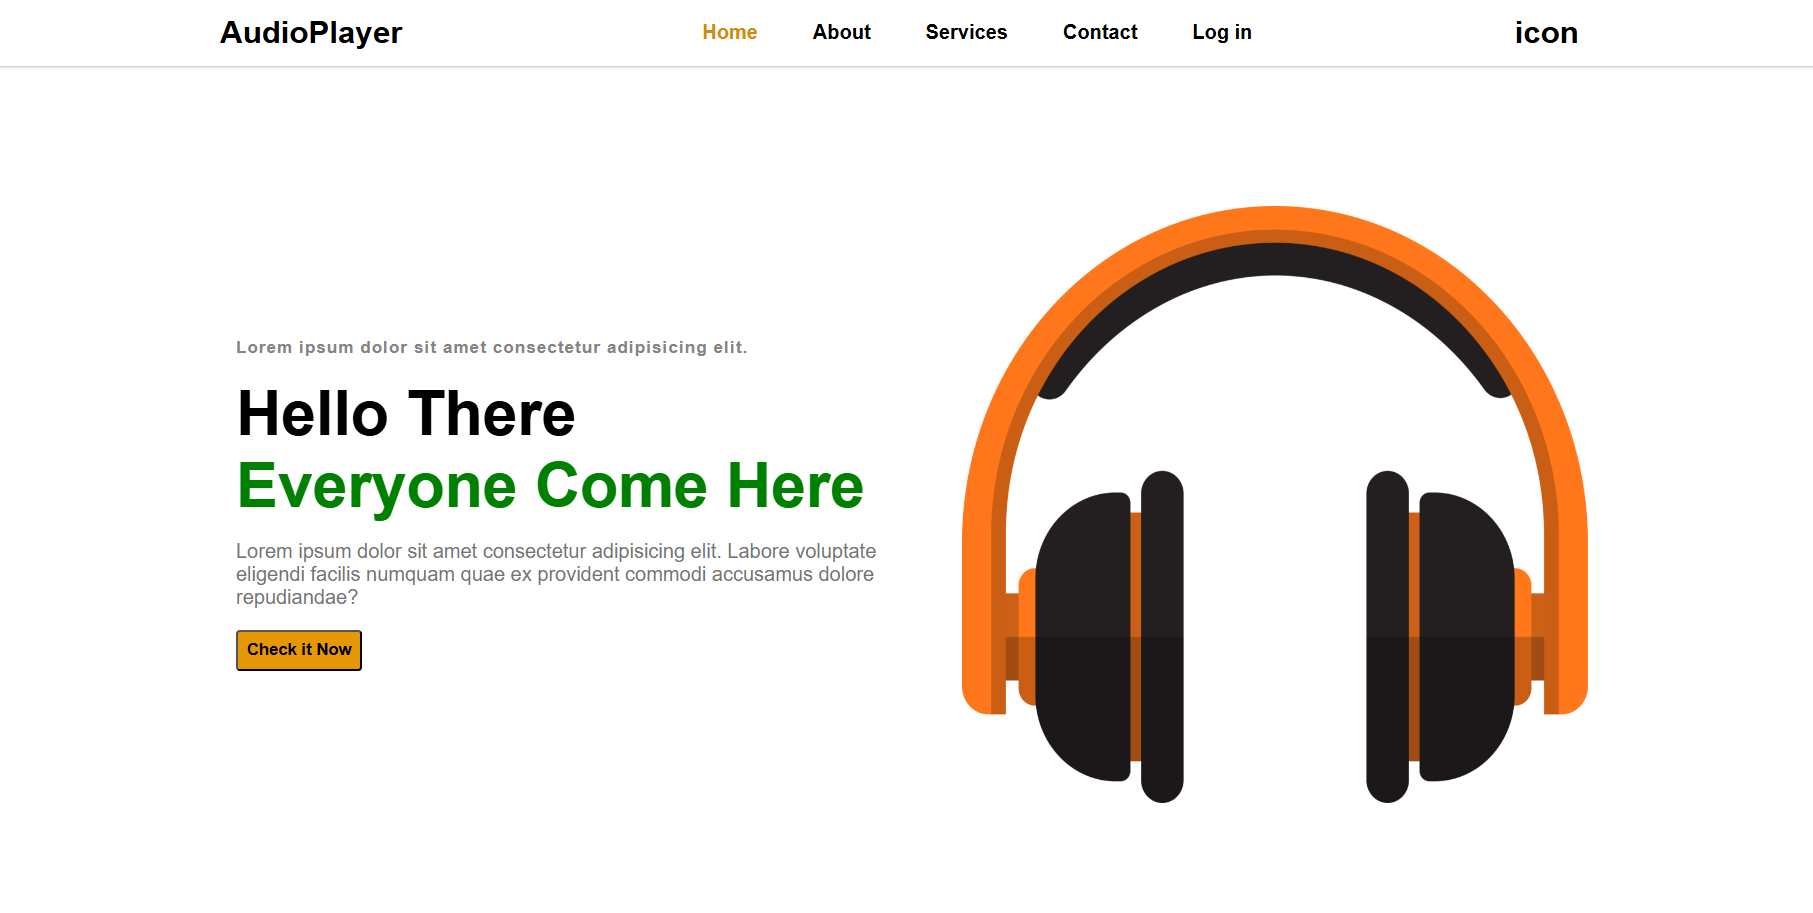 AudioPlayer
Home
About
Services
Contact
Log in
icon
Lorem ipsum dolor sit amet consectetur adipisicing elit.
Hello There
Everyone Come Here
Lorem ipsum dolor sit amet consectetur adipisicing elit. Labore voluptate
eligendi facilis numquam quae ex provident commodi accusamus dolore
repudiandae?
Check it Now